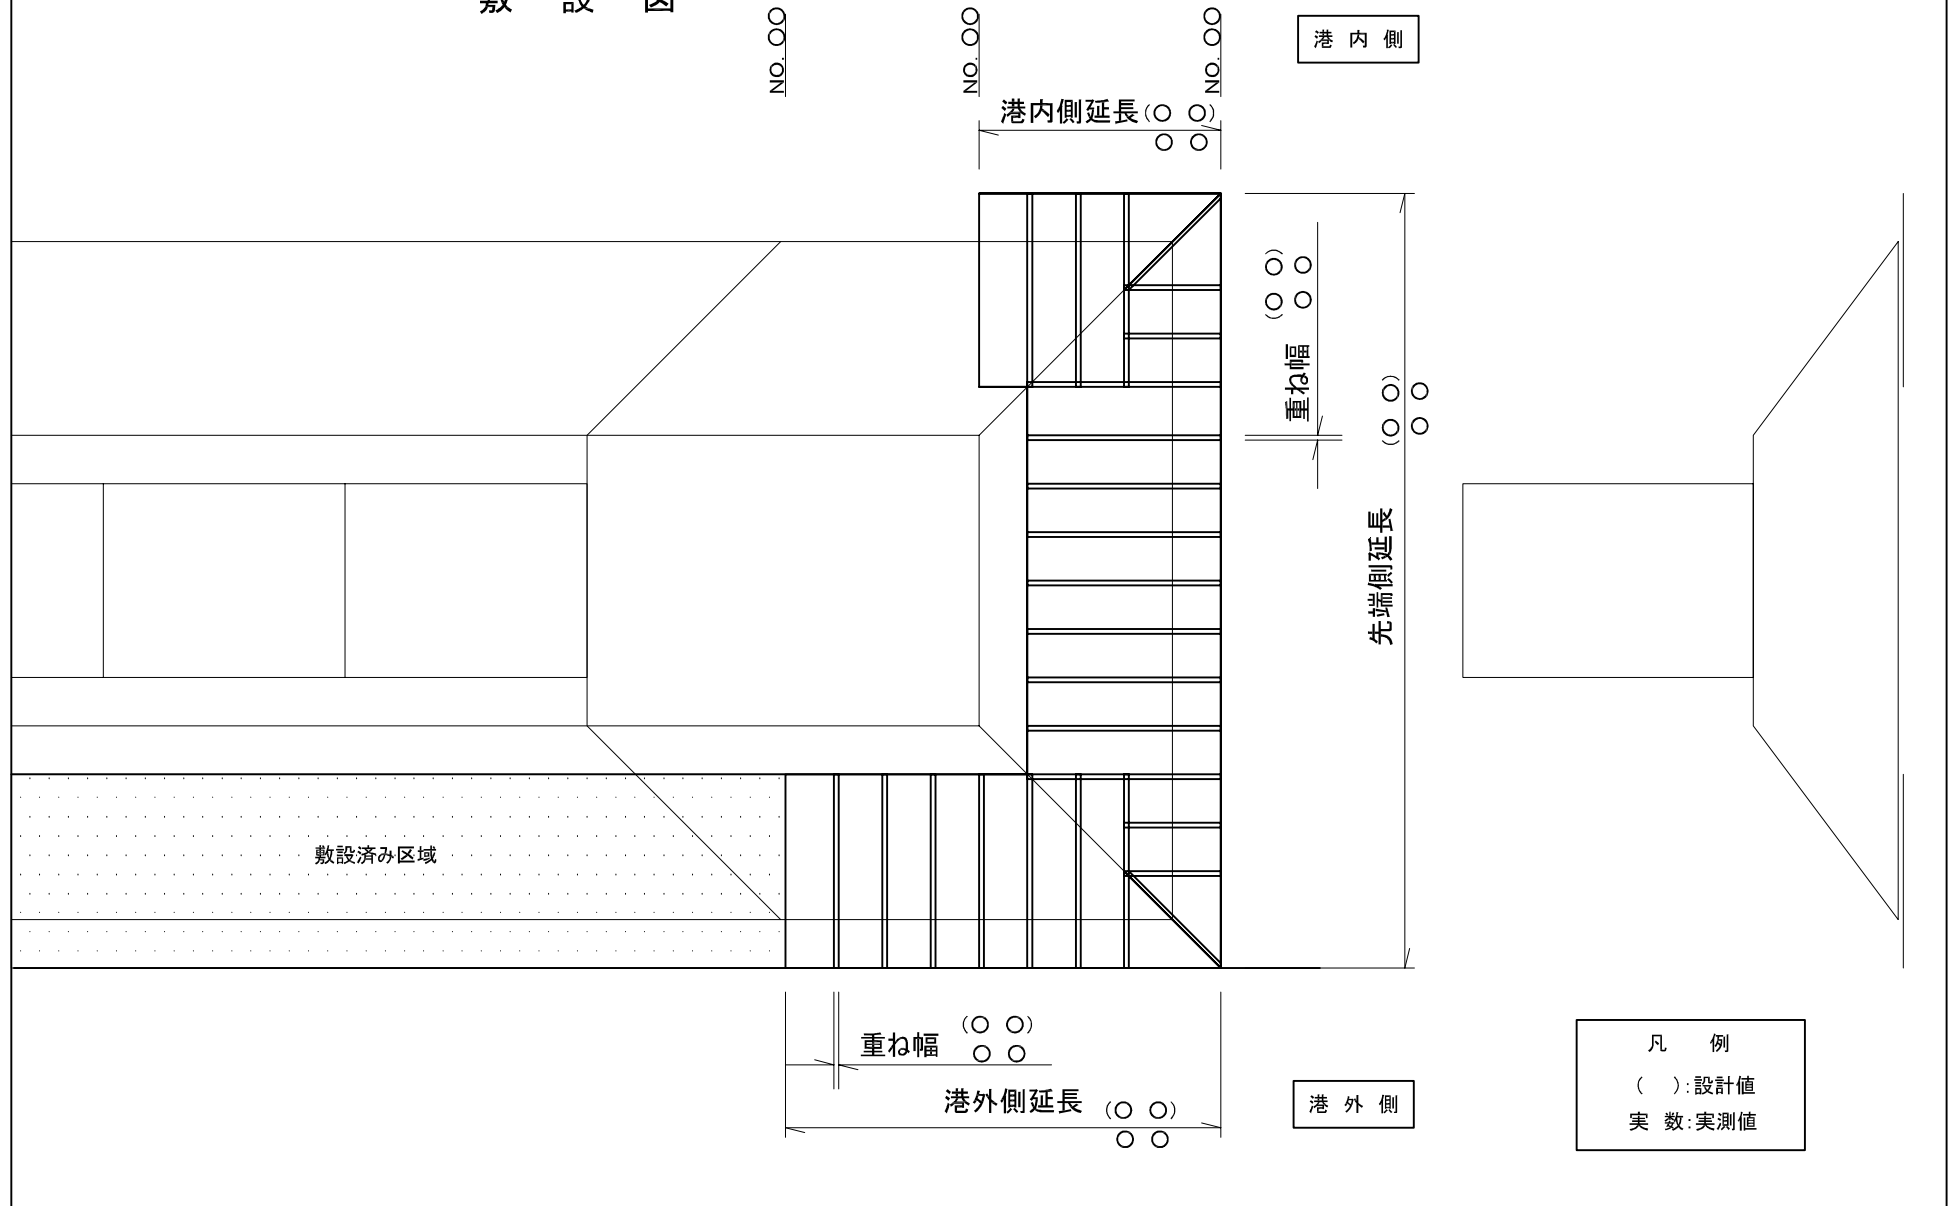 敷 設 図
NO. ○○
NO. ○○
NO. ○○
港 内 側
港内側延長(○ ○)
○ ○
重ね幅 (○ ○)
○ ○
先端側延長 (○ ○)
○ ○
敷設済み区域
重ね幅 (○ ○)
○ ○
港外側延長 (○ ○)
○ ○
港 外 側
凡 例
( ):設計値
実 数:実測値